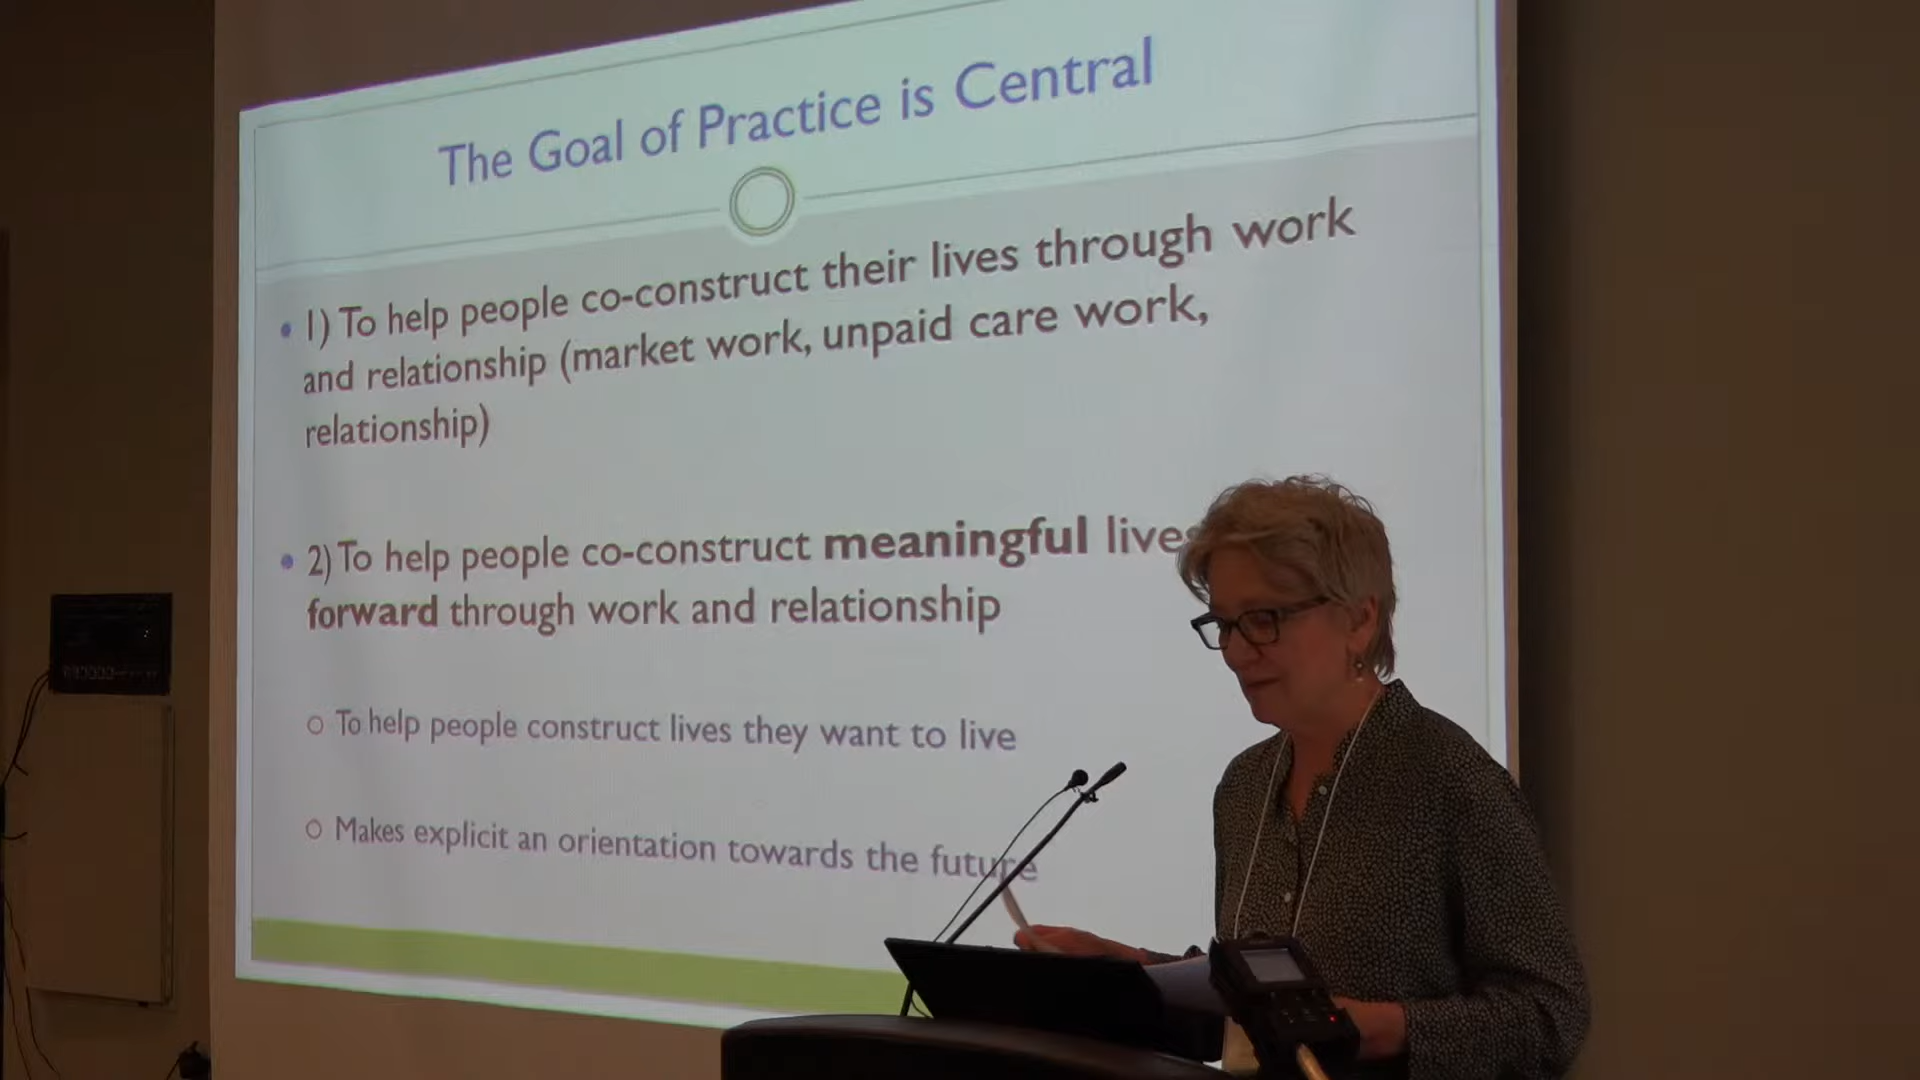 The Goal of Practice is Central
• 1) To help people co-construct their lives through work
and relationship (market work, unpaid care work,
relationship)
• 2) To help people co-construct meaningful lives
forward through work and relationship
○ To help people construct lives they want to live
○ Makes explicit an orientation towards the future